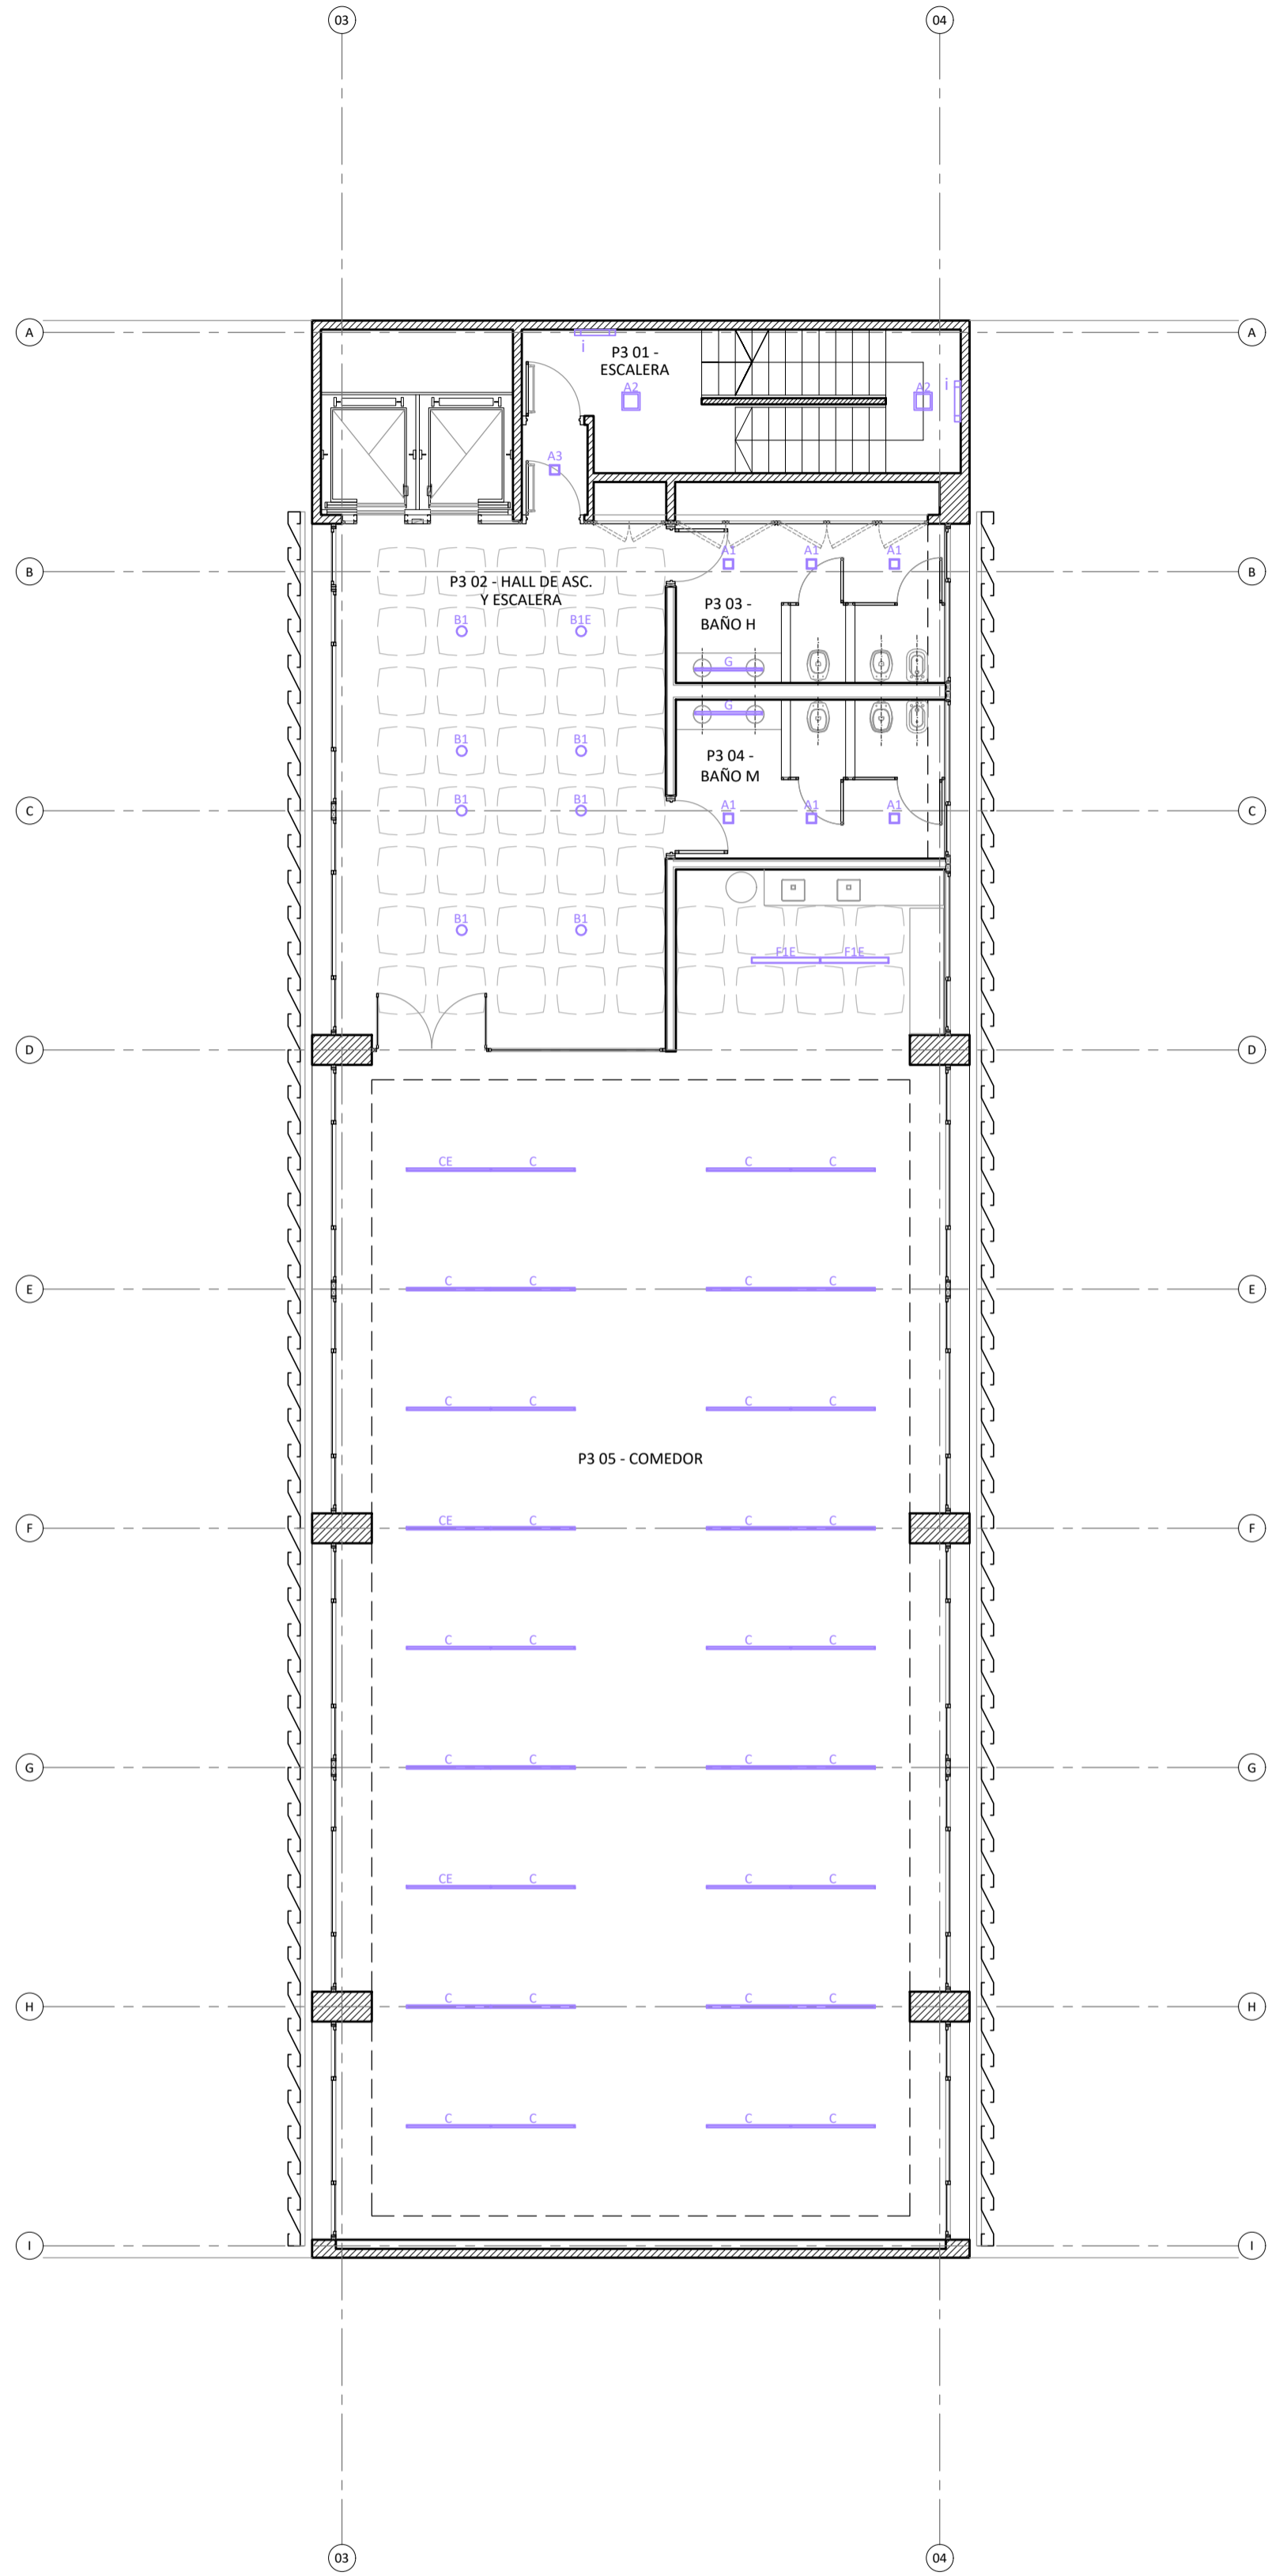 03 04
A A
i
P3 01 -
ESCALERA
i
A2 A2
A3
A1 A1 A1
B B
P3 02 - HALL DE ASC.
Y ESCALERA
P3 03 -
BAÑO H
B1 B1E
G
G
B1 B1
P3 04 -
BAÑO M
B1 B1
A1 A1 A1
C C
B1 B1
F1E F1E
D D
CE C C C
C C C C
E E
C C C C
P3 05 - COMEDOR
CE C C C
F F
C C C C
C C C C
G G
CE C C C
C C C C
H H
C C C C
I I
03 04